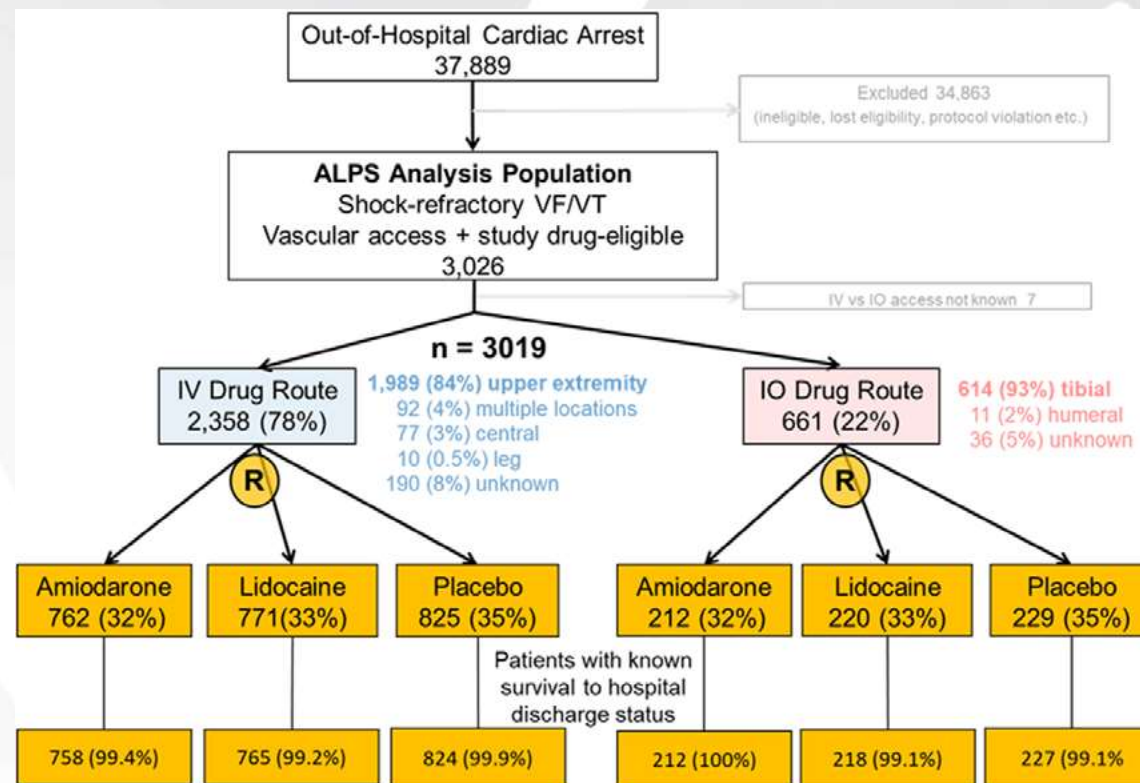 Out-of-Hospital Cardiac Arrest
37,889
Excluded 34,863
(ineligible, lost eligibility, protocol violation etc.)
ALPS Analysis Population
Shock-refractory VF/VT
Vascular access + study drug-eligible
3,026
IV vs IO access not known 7
n = 3019
IV Drug Route
2,358 (78%)
1,989 (84%) upper extremity
92 (4%) multiple locations
77 (3%) central
10 (0.5%) leg
190 (8%) unknown
IO Drug Route
661 (22%)
614 (93%) tibial
11 (2%) humeral
36 (5%) unknown
R
R
Amiodarone
762 (32%)
Lidocaine
771(33%)
Placebo
825 (35%)
Amiodarone
212 (32%)
Lidocaine
220 (33%)
Placebo
229 (35%)
Patients with known
survival to hospital
discharge status
758 (99.4%)
765 (99.2%)
824 (99.9%)
212 (100%)
218 (99.1%)
227 (99.1%